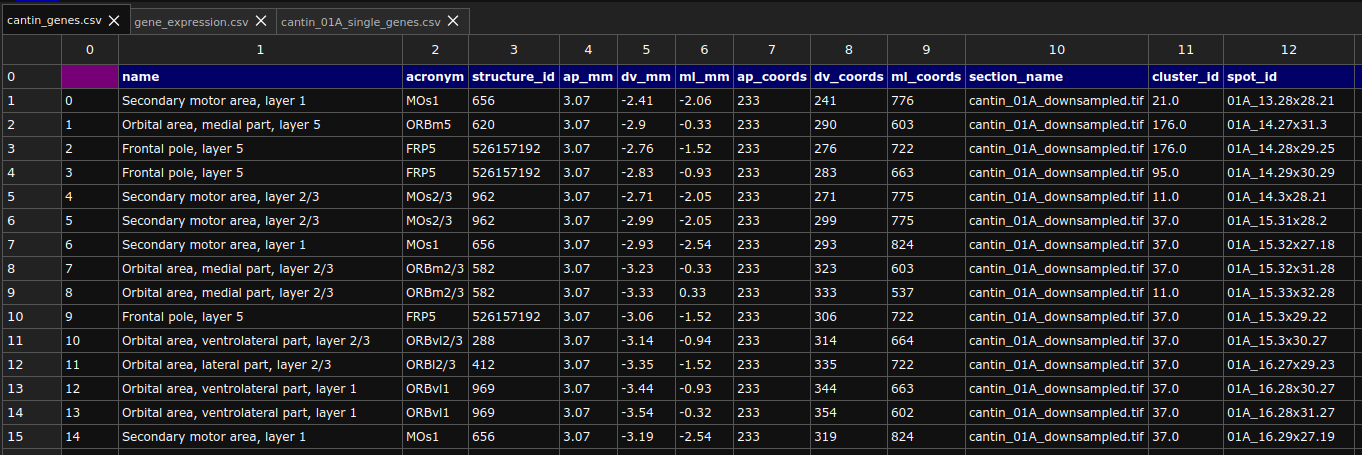 cantin_genes.csv gene_expression.csv cantin_01A_single_genes.csv
0 1 2 3 4 5 6 7 8 9 10 11 12
0 name acronym structure_id ap_mm dv_mm ml_mm ap_coords dv_coords ml_coords section_name cluster_id spot_id
1 0 Secondary motor area, layer 1 MOs1 656 3.07 -2.41 -2.06 233 241 776 cantin_01A_downsampled.tif 21.0 01A_13.28x28.21
2 1 Orbital area, medial part, layer 5 ORBm5 620 3.07 -2.9 -0.33 233 290 603 cantin_01A_downsampled.tif 176.0 01A_14.27x31.3
3 2 Frontal pole, layer 5 FRP5 526157192 3.07 -2.76 -1.52 233 276 722 cantin_01A_downsampled.tif 176.0 01A_14.28x29.25
4 3 Frontal pole, layer 5 FRP5 526157192 3.07 -2.83 -0.93 233 283 663 cantin_01A_downsampled.tif 95.0 01A_14.29x30.29
5 4 Secondary motor area, layer 2/3 MOs2/3 962 3.07 -2.71 -2.05 233 271 775 cantin_01A_downsampled.tif 11.0 01A_14.3x28.21
6 5 Secondary motor area, layer 2/3 MOs2/3 962 3.07 -2.99 -2.05 233 299 775 cantin_01A_downsampled.tif 37.0 01A_15.31x28.2
7 6 Secondary motor area, layer 1 MOs1 656 3.07 -2.93 -2.54 233 293 824 cantin_01A_downsampled.tif 37.0 01A_15.32x27.18
8 7 Orbital area, medial part, layer 2/3 ORBm2/3 582 3.07 -3.23 -0.33 233 323 603 cantin_01A_downsampled.tif 37.0 01A_15.32x31.28
9 8 Orbital area, medial part, layer 2/3 ORBm2/3 582 3.07 -3.33 0.33 233 333 537 cantin_01A_downsampled.tif 11.0 01A_15.33x32.28
10 9 Frontal pole, layer 5 FRP5 526157192 3.07 -3.06 -1.52 233 306 722 cantin_01A_downsampled.tif 37.0 01A_15.3x29.22
11 10 Orbital area, ventrolateral part, layer 2/3 ORBvl2/3 288 3.07 -3.14 -0.94 233 314 664 cantin_01A_downsampled.tif 37.0 01A_15.3x30.27
12 11 Orbital area, lateral part, layer 2/3 ORBl2/3 412 3.07 -3.35 -1.52 233 335 722 cantin_01A_downsampled.tif 37.0 01A_16.27x29.23
13 12 Orbital area, ventrolateral part, layer 1 ORBvl1 969 3.07 -3.44 -0.93 233 344 663 cantin_01A_downsampled.tif 37.0 01A_16.28x30.27
14 13 Orbital area, ventrolateral part, layer 1 ORBvl1 969 3.07 -3.54 -0.32 233 354 602 cantin_01A_downsampled.tif 37.0 01A_16.28x31.27
15 14 Secondary motor area, layer 1 MOs1 656 3.07 -3.19 -2.54 233 319 824 cantin_01A_downsampled.tif 37.0 01A_16.29x27.19